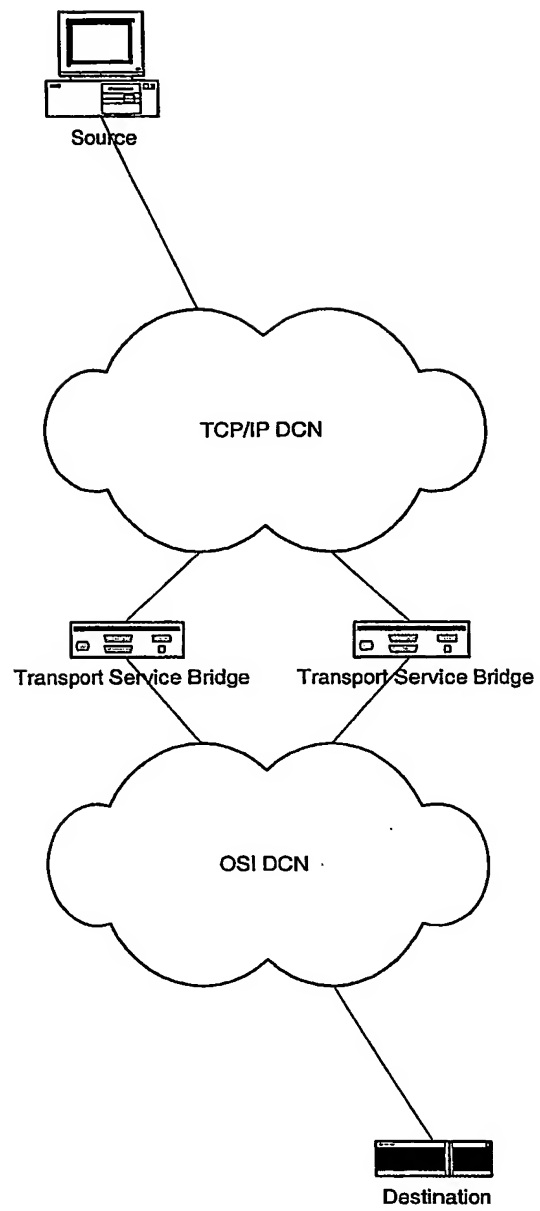 Source
TCP/IP DCN
Transport Service Bridge
Transport Service Bridge
OSI DCN
Destination